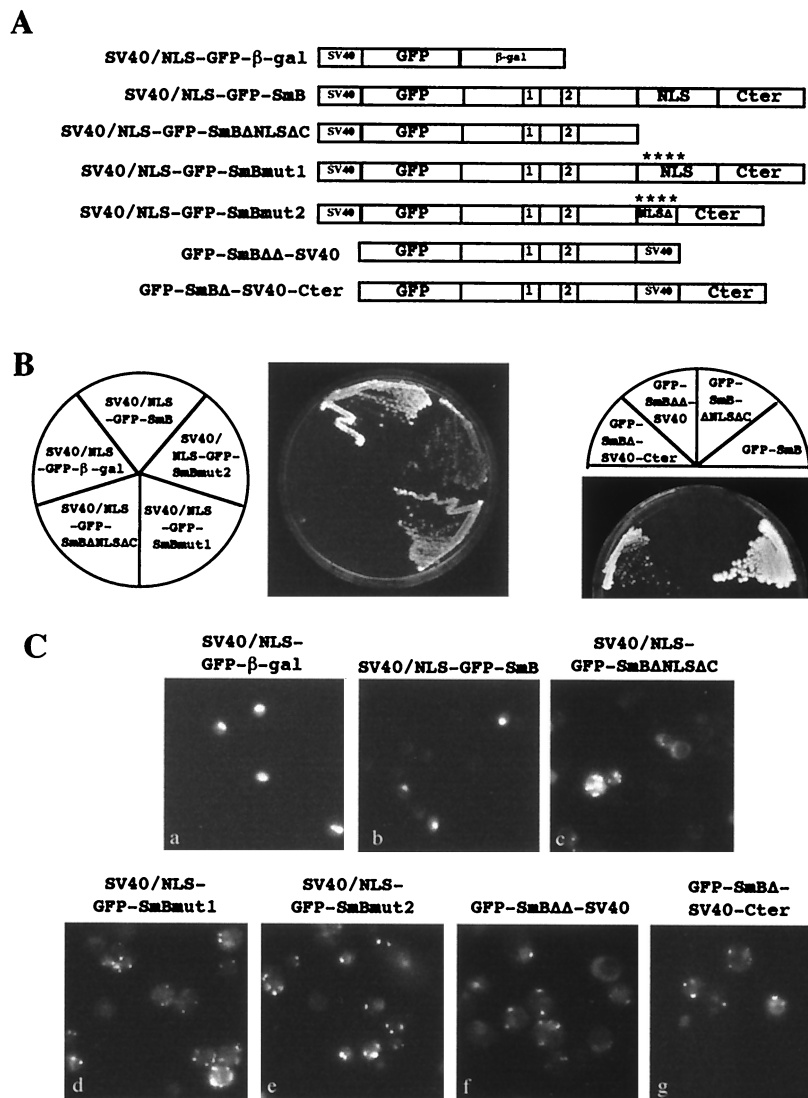 A
SV40/NLS-GFP-β-gal SV40 GFP β-gal
SV40/NLS-GFP-SmB SV40 GFP 1 2 NLS Cter
SV40/NLS-GFP-SmBΔNLSΔC SV40 GFP 1 2
****
SV40/NLS-GFP-SmBmut1 SV40 GFP 1 2 NLS Cter
****
SV40/NLS-GFP-SmBmut2 SV40 GFP 1 2 NLSΔ Cter
GFP-SmBΔΔ-SV40 GFP 1 2 SV40
GFP-SmBΔ-SV40-Cter GFP 1 2 SV40 Cter
B
SV40/NLS
-GFP-SmB
SV40/
NLS-GFP-
SmBmut2
SV40/NLS
-GFP-β-gal
SV40/NLS
-GFP-
SmBΔNLSΔC
SV40/NLS
-GFP-
SmBmut1
GFP-
SmBΔΔ-
SV40
GFP-
SmB-
ΔNLSΔC
GFP-
SmBΔ-
SV40-Cter
GFP-SmB
C
SV40/NLS-
GFP-β-gal
SV40/NLS-GFP-SmB
SV40/NLS-
GFP-SmBΔNLSΔC
a
b
c
SV40/NLS-
GFP-SmBmut1
SV40/NLS-
GFP-SmBmut2
GFP-SmBΔΔ-SV40
GFP-SmBΔ-
SV40-Cter
d
e
f
g